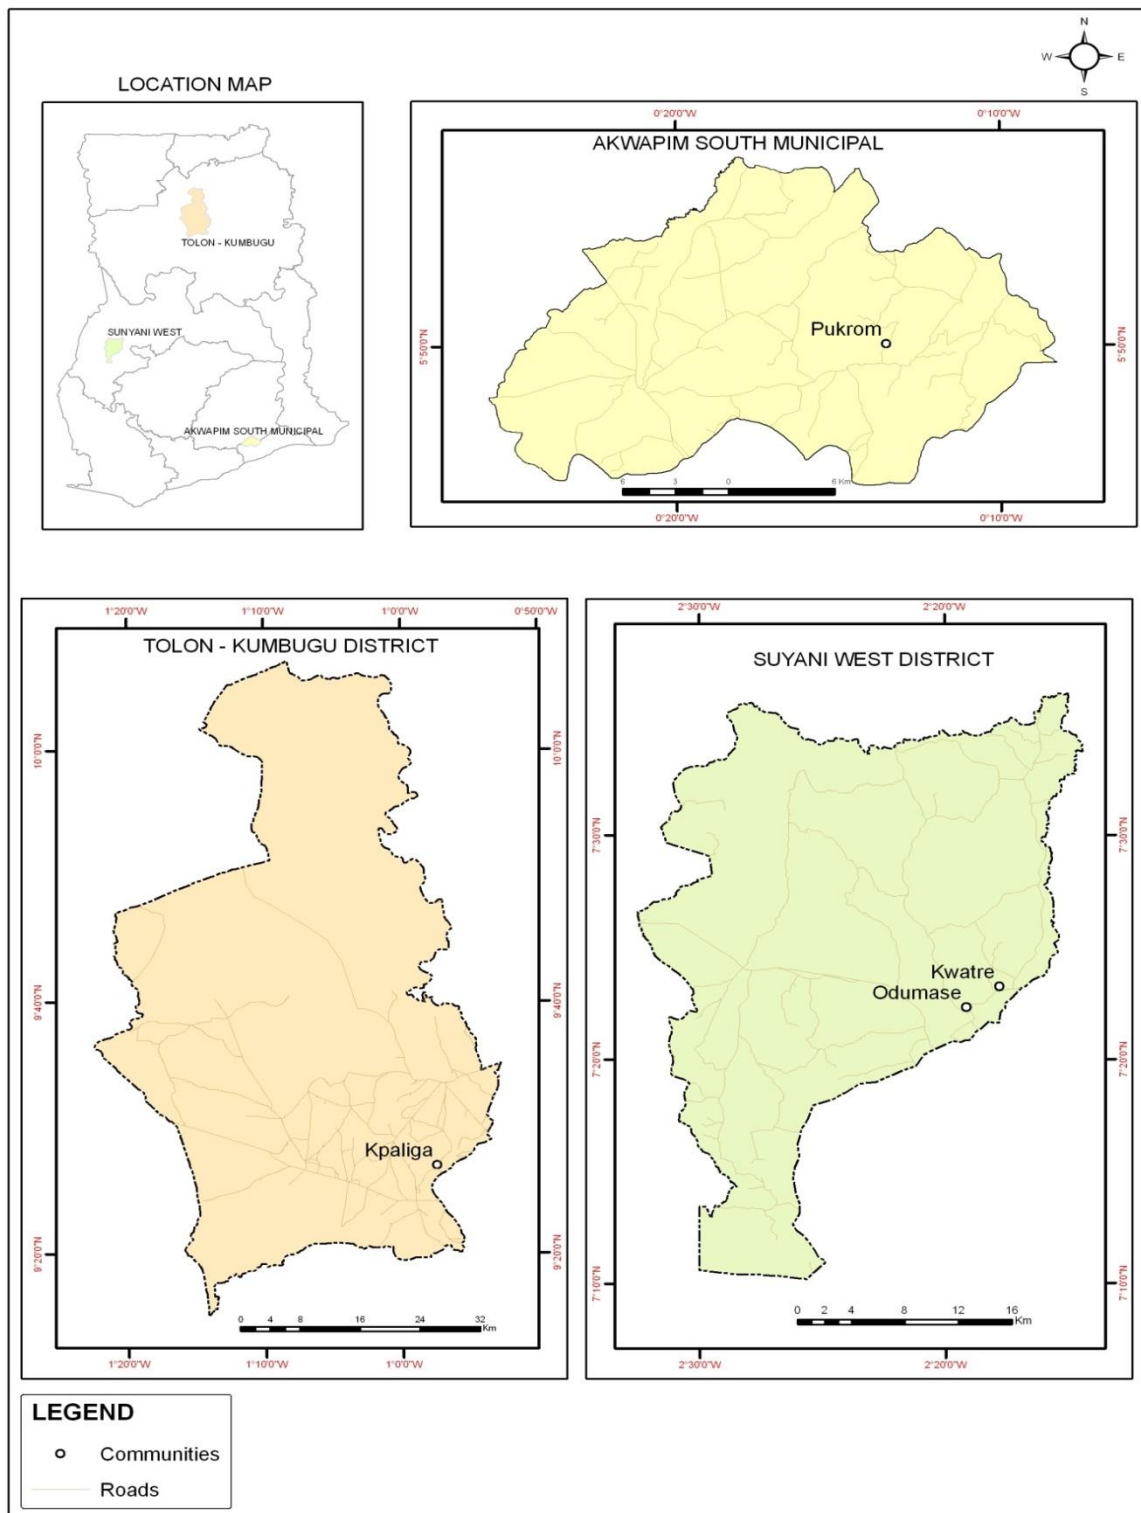 N
W E
S
LOCATION MAP
TOLON - KUMBUGU
SUNYANI WEST
AKWAPIM SOUTH MUNICIPAL
0°20'0"W 0°10'0"W
AKWAPIM SOUTH MUNICIPAL
Pukrom
5°50'0"N 5°50'0"N
6 3 0 6 Km
0°20'0"W 0°10'0"W
1°20'0"W 1°10'0"W 1°0'0"W 0°50'0"W
TOLON - KUMBUGU DISTRICT
10°0'0"N 10°0'0"N
9°40'0"N 9°40'0"N
Kpaliga
9°20'0"N 9°20'0"N
0 4 8 16 24 32
Km
1°20'0"W 1°10'0"W 1°0'0"W
2°30'0"W 2°20'0"W
SUYANI WEST DISTRICT
7°30'0"N 7°30'0"N
Kwatre
Odumase
7°20'0"N 7°20'0"N
7°10'0"N 7°10'0"N
0 2 4 8 12 16
Km
2°30'0"W 2°20'0"W
LEGEND
Communities
Roads